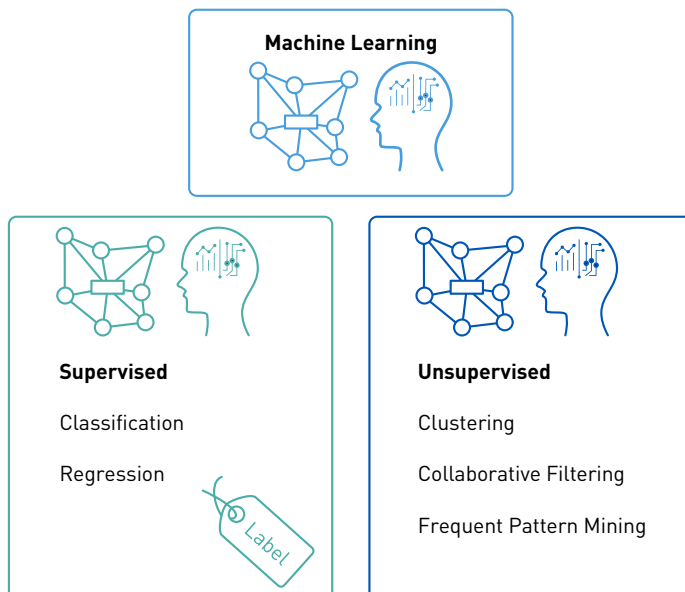 Machine Learning
Supervised
Classification
Regression
Label
Unsupervised
Clustering
Collaborative Filtering
Frequent Pattern Mining